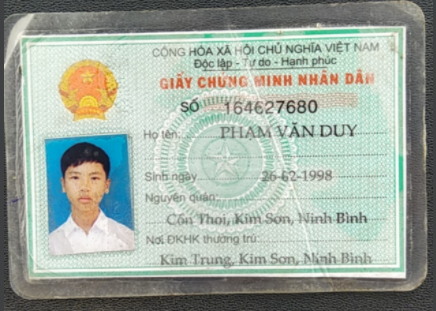 CỘNG HÒA XÃ HỘI CHỦ NGHĨA VIỆT NAM
Độc lập - Tự do - Hạnh phúc
GIẤY CHỨNG MINH NHÂN DÂN
SỐ 164627680
Họ tên: PHẠM VĂN DUY
Sinh ngày 26-02-1998
Nguyên quán:
Cồn Thoi, Kim Sơn, Ninh Bình
Nơi ĐKHK thường trú:
Kim Trung, Kim Sơn, Ninh Bình